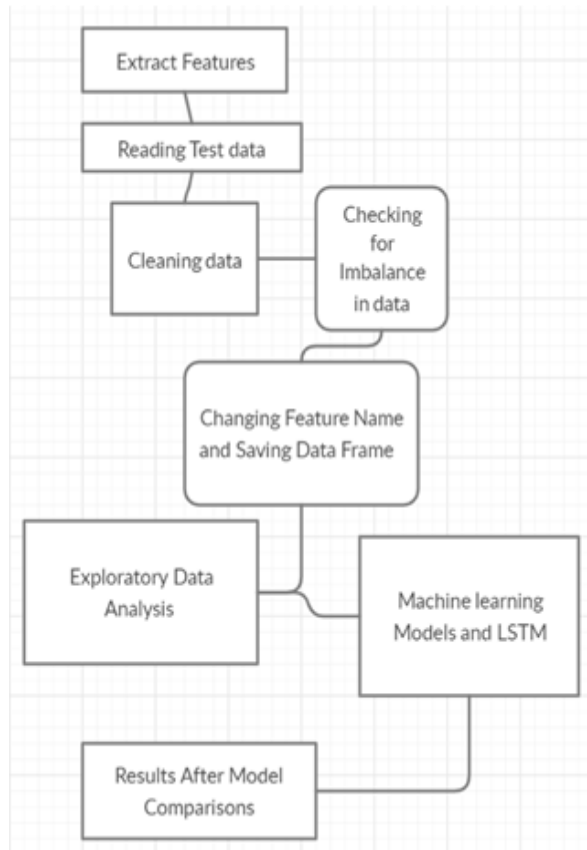 Extract Features
Reading Test data
Cleaning data
Checking
for
Imbalance
in data
Changing Feature Name
and Saving Data Frame
Exploratory Data
Analysis
Machine learning
Models and LSTM
Results After Model
Comparisons